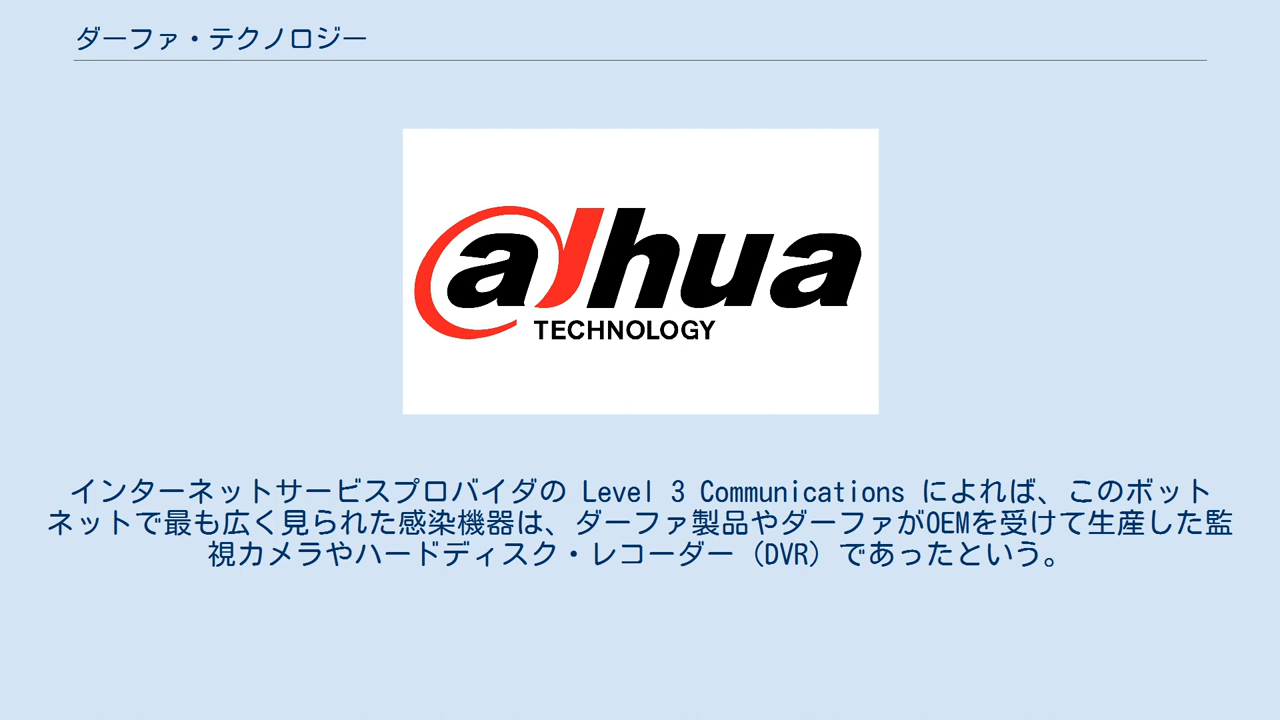 ダーファ・テクノロジー
alhua
TECHNOLOGY
インターネットサービスプロバイダの Level 3 Communications によれば、このボット
ネットで最も広く見られた感染機器は、ダーファ製品やダーファがOEMを受けて生産した監
視カメラやハードディスク・レコーダー（DVR）であったという。